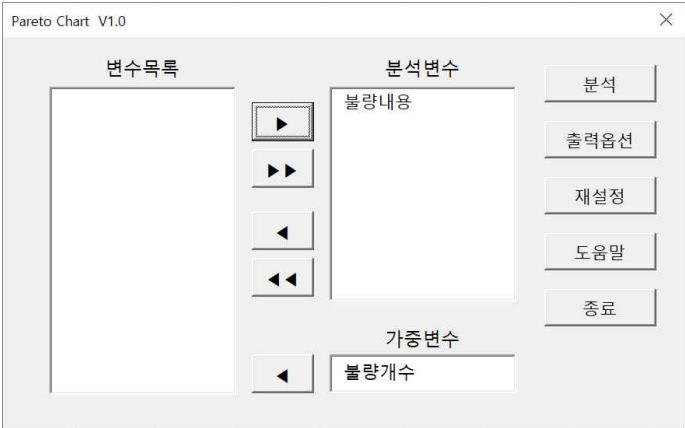 Pareto Chart V1.0
변수목록
분석변수
불량내용
분석
출력옵션
재설정
도움말
종료
가중변수
불량개수